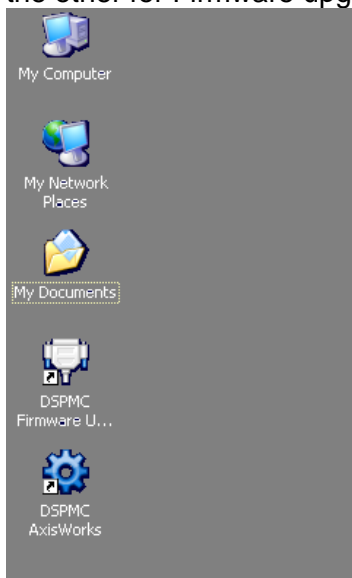 My Computer
My Network
Places
My Documents
DSPMC
Firmware U...
DSPMC
AxisWorks